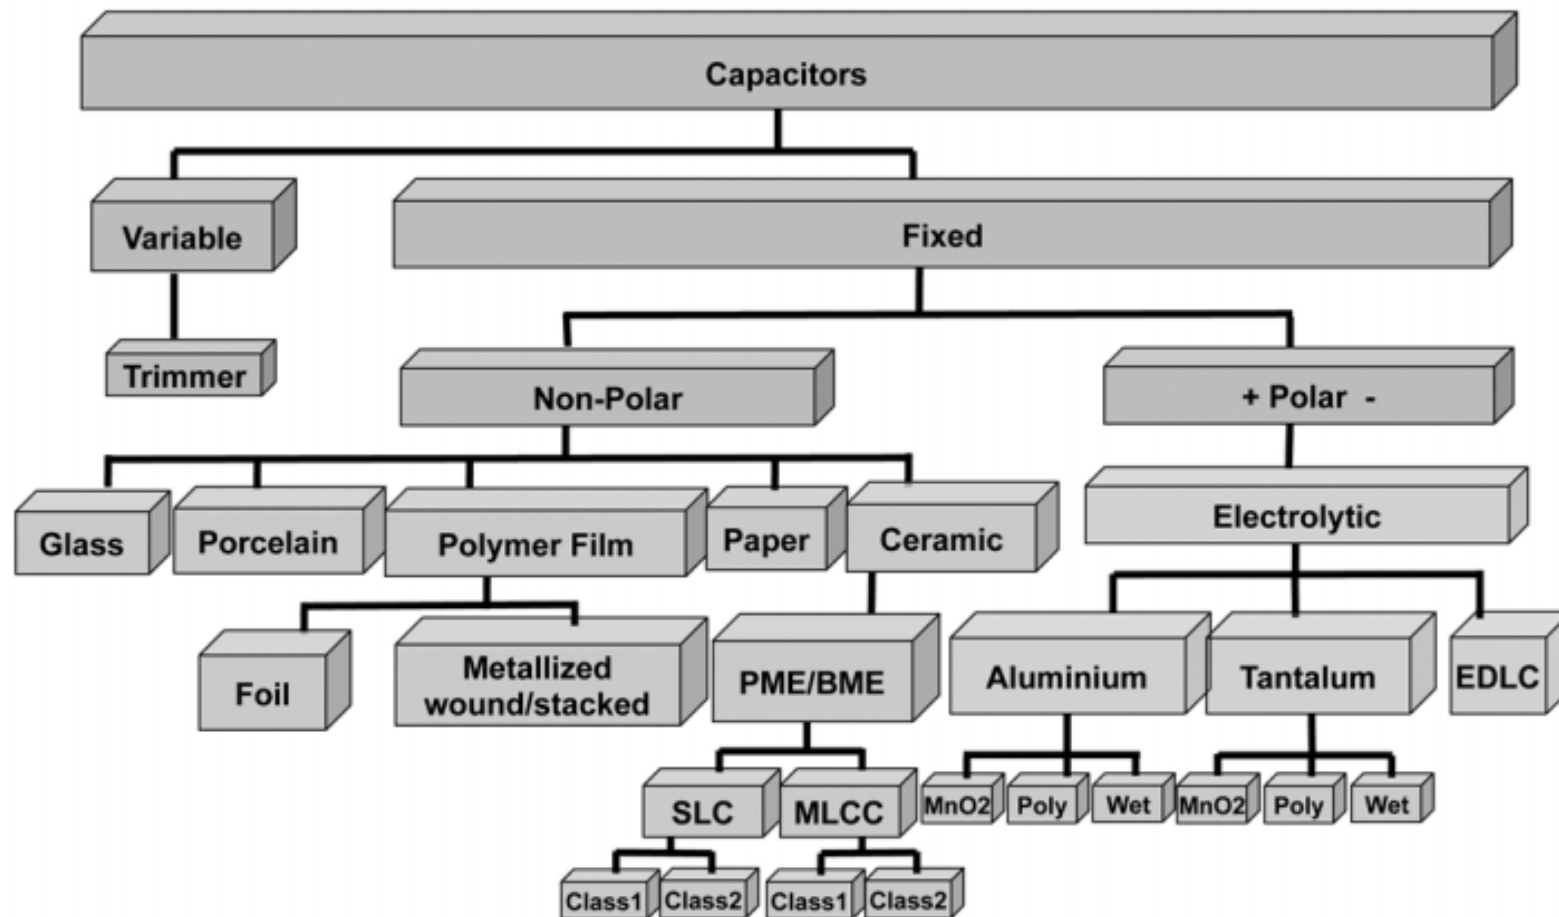 Capacitors
Variable
Fixed
Trimmer
Non-Polar
+ Polar -
Glass
Porcelain
Polymer Film
Paper
Ceramic
Electrolytic
Foil
Metallized
wound/stacked
PME/BME
Aluminium
Tantalum
EDLC
SLC
MLCC
MnO2
Poly
Wet
MnO2
Poly
Wet
Class1
Class2
Class1
Class2